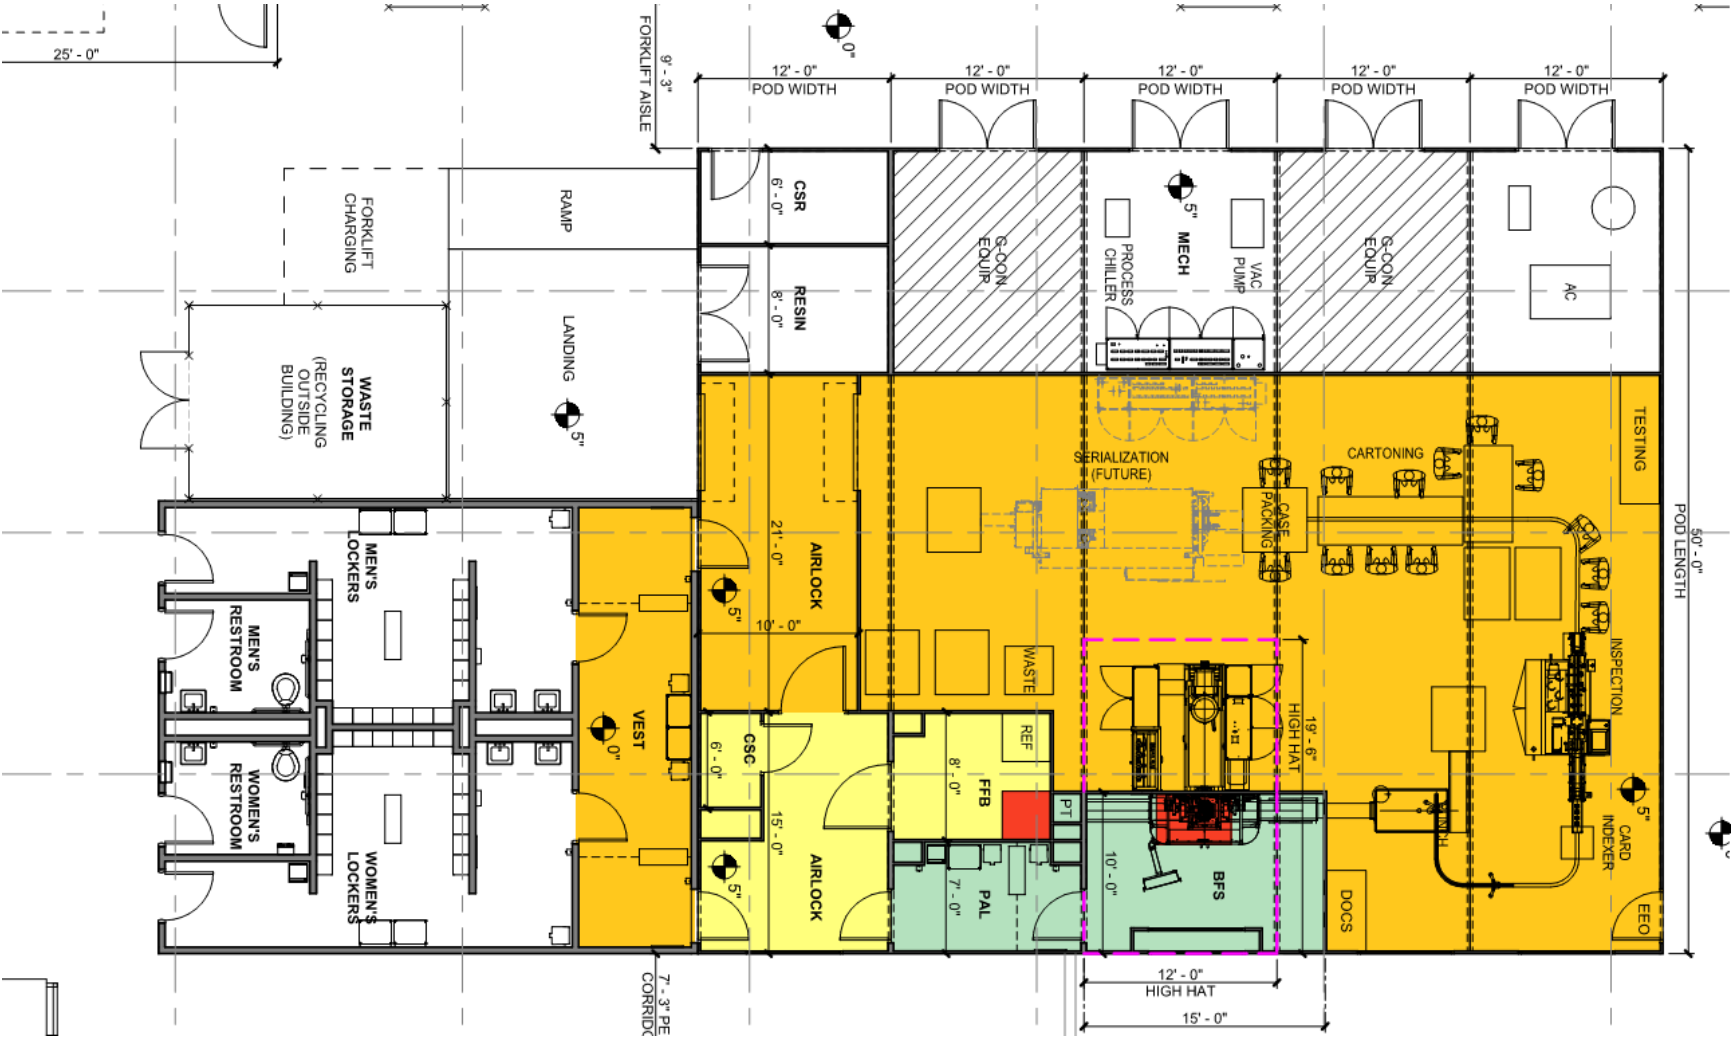 25' - 0"
FORKLIFT AISLE
9' - 3"
0"
12' - 0"
POD WIDTH
12' - 0"
POD WIDTH
12' - 0"
POD WIDTH
12' - 0"
POD WIDTH
12' - 0"
POD WIDTH
FORKLIFT
CHARGING
RAMP
CSR
6' - 0"
G-CON
EQUIP
5"
MECH
PROCESS
CHILLER
VAC
PUMP
G-CON
EQUIP
AC
RESIN
8' - 0"
LANDING
5"
WASTE
STORAGE
(RECYCLING
OUTSIDE
BUILDING)
SERIALIZATION
(FUTURE)
CARTONING
TESTING
CASE
PACKING
POD LENGTH
50' - 0"
MEN'S
LOCKERS
21' - 0"
AIRLOCK
5"
10' - 0"
MEN'S
RESTROOM
WASTE
INSPECTION
19' - 6"
HIGH HAT
VEST
0"
CSC
6' - 0"
REF
8' - 0"
FFB
WOMEN'S
RESTROOM
PT
15' - 0"
5"
CARD
INDEXER
WOMEN'S
LOCKERS
5"
AIRLOCK
7' - 0"
PAL
10' - 0"
BFS
DOCS
EEO
7' - 3" PE
CORRIDO
12' - 0"
HIGH HAT
15' - 0"